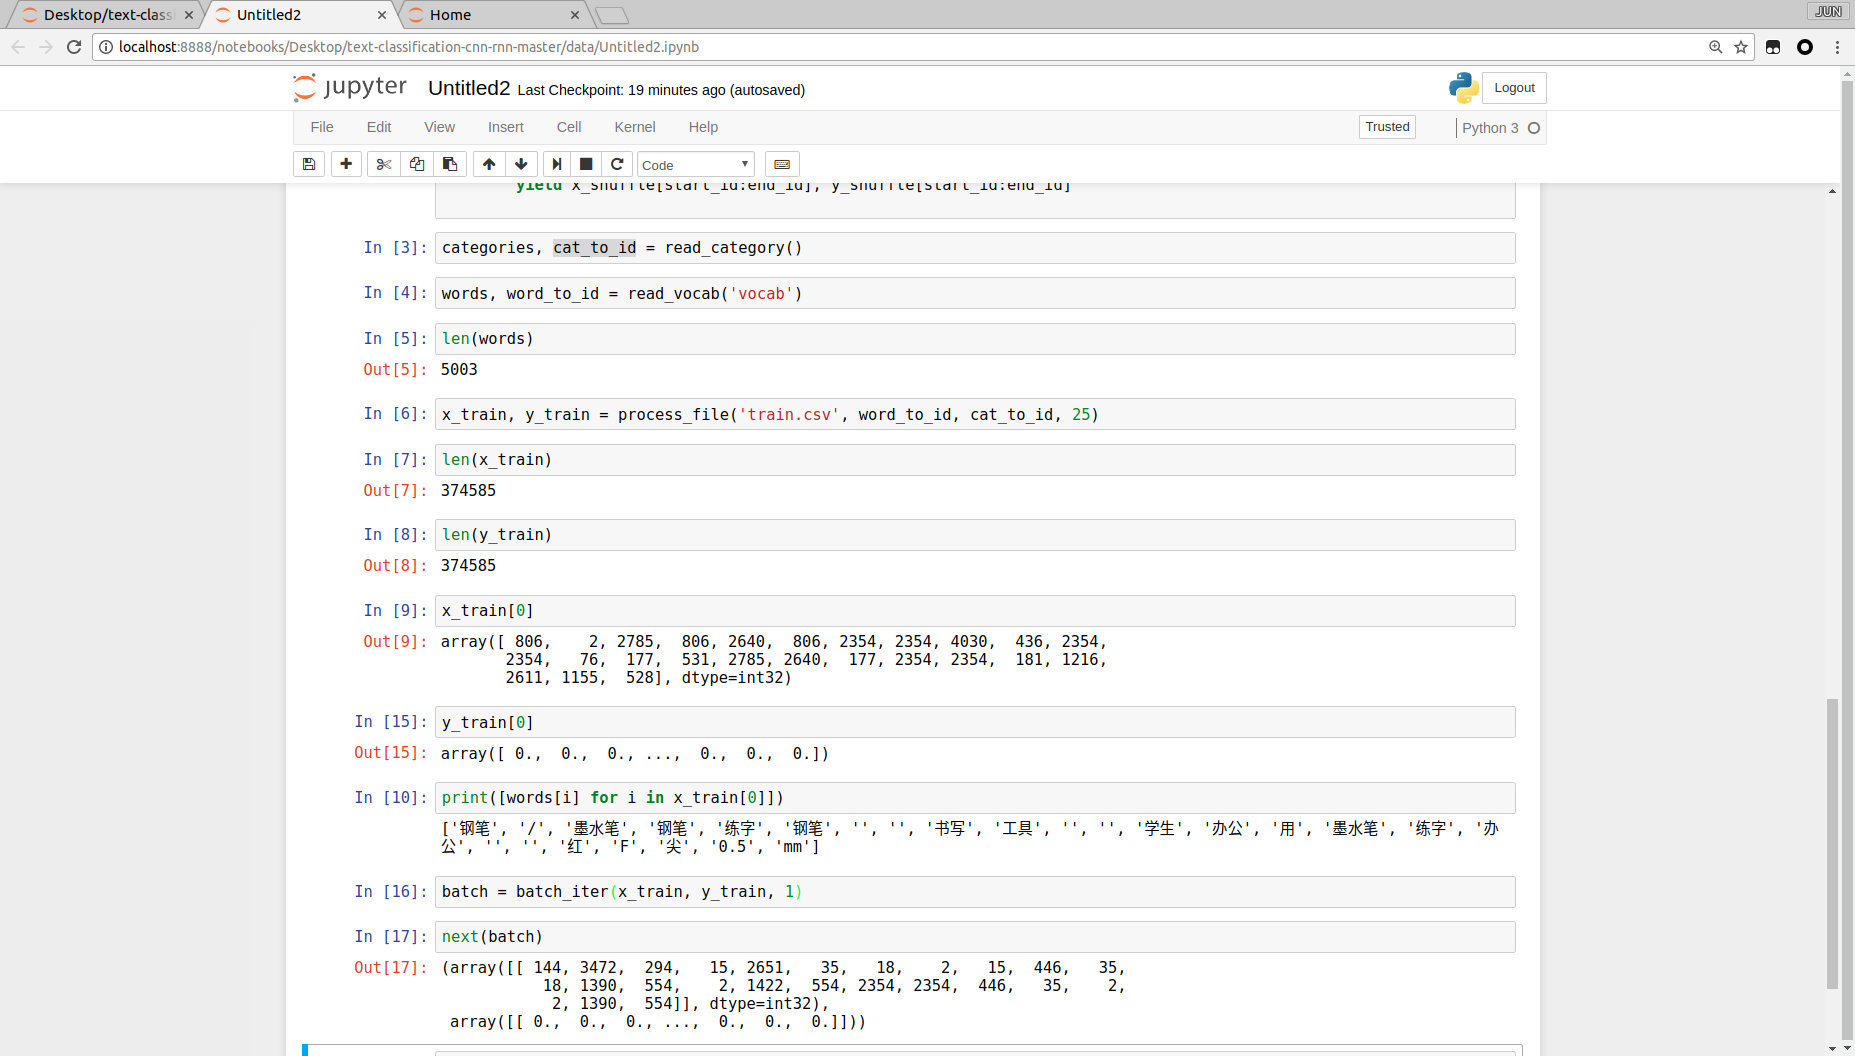 Desktop/text-classi
Untitled2
Home
JUN
localhost:8888/notebooks/Desktop/text-classification-cnn-rnn-master/data/Untitled2.ipynb
jupyter Untitled2 Last Checkpoint: 19 minutes ago (autosaved)
Logout
File Edit View Insert Cell Kernel Help
Trusted
Python 3
Code
yield x_shuffle[start_id:end_id], y_shuffle[start_id:end_id]
In [3]: categories, cat_to_id = read_category()
In [4]: words, word_to_id = read_vocab('vocab')
In [5]: len(words)
Out[5]: 5003
In [6]: x_train, y_train = process_file('train.csv', word_to_id, cat_to_id, 25)
In [7]: len(x_train)
Out[7]: 374585
In [8]: len(y_train)
Out[8]: 374585
In [9]: x_train[0]
Out[9]: array([ 806, 2, 2785, 806, 2640, 806, 2354, 2354, 4030, 436, 2354,
2354, 76, 177, 531, 2785, 2640, 177, 2354, 2354, 181, 1216,
2611, 1155, 528], dtype=int32)
In [15]: y_train[0]
Out[15]: array([ 0., 0., 0., ..., 0., 0., 0.])
In [10]: print([words[i] for i in x_train[0]])
['钢笔', '/', '墨水笔', '钢笔', '练字', '钢笔', '', '', '书写', '工具', '', '', '学生', '办公', '用', '墨水笔', '练字', '办
公', '', '', '红', 'F', '尖', '0.5', 'mm']
In [16]: batch = batch_iter(x_train, y_train, 1)
In [17]: next(batch)
Out[17]: (array([[ 144, 3472, 294, 15, 2651, 35, 18, 2, 15, 446, 35,
18, 1390, 554, 2, 1422, 554, 2354, 2354, 446, 35, 2,
2, 1390, 554]], dtype=int32),
array([[ 0., 0., 0., ..., 0., 0., 0.]]))